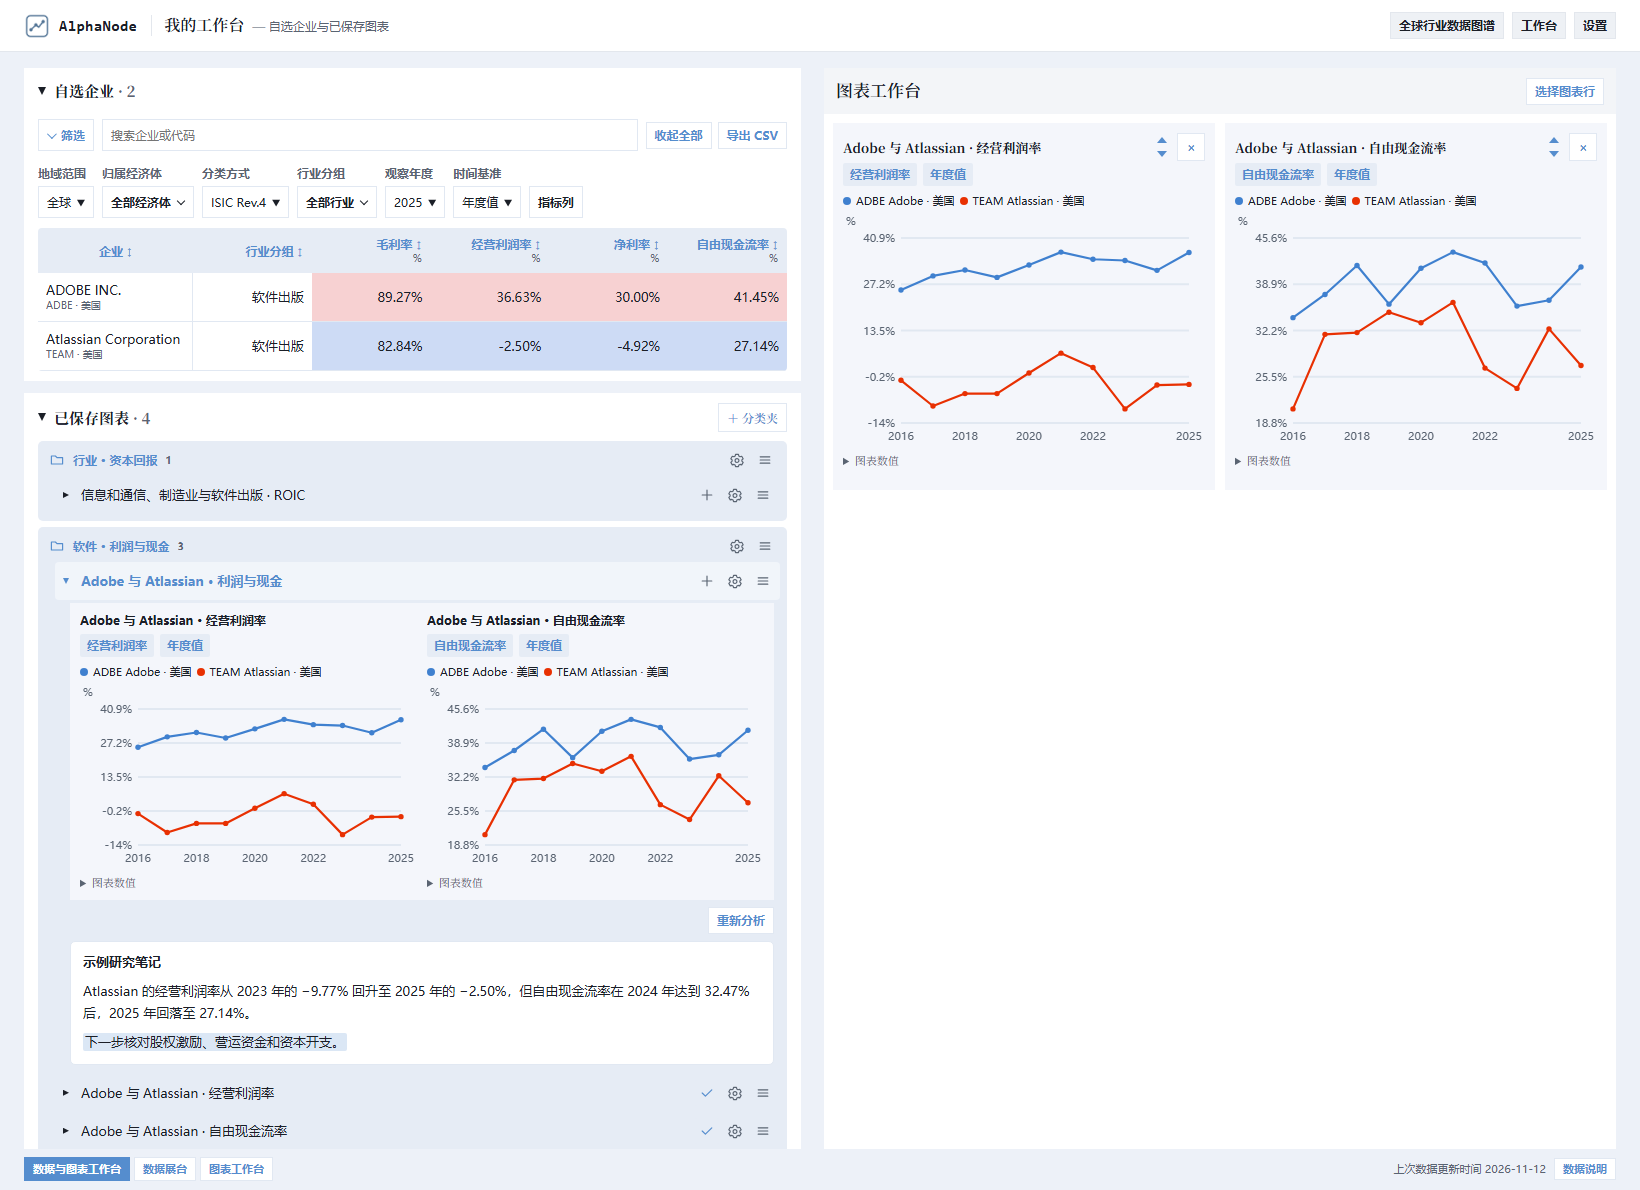 AlphaNode
我的工作台 — 自选企业与已保存图表
全球行业数据图谱 工作台 设置
▼ 自选企业 · 2
筛选 搜索企业或代码 收起全部 导出 CSV
地域范围 归属经济体 分类方式 行业分组 观察年度 时间基准
全球 ▼ 全部经济体 ISIC Rev.4 ▼ 全部行业 2025 ▼ 年度值 ▼ 指标列
企业 ↕ 行业分组 ↕ 毛利率 ↕ 经营利润率 ↕ 净利率 ↕ 自由现金流率 ↕
% % % %
ADOBE INC. 软件出版 89.27% 36.63% 30.00% 41.45%
ADBE · 美国
Atlassian Corporation 软件出版 82.84% -2.50% -4.92% 27.14%
TEAM · 美国
▼ 已保存图表 · 4
+ 分类夹
行业 • 资本回报 1
信息和通信、制造业与软件出版 · ROIC
软件 • 利润与现金 3
Adobe 与 Atlassian • 利润与现金
Adobe 与 Atlassian • 经营利润率
经营利润率 年度值
ADBE Adobe · 美国 TEAM Atlassian · 美国
%
40.9%
27.2%
13.5%
-0.2%
-14%
2016 2018 2020 2022 2025
图表数值
Adobe 与 Atlassian • 自由现金流率
自由现金流率 年度值
ADBE Adobe · 美国 TEAM Atlassian · 美国
%
45.6%
38.9%
32.2%
25.5%
18.8%
2016 2018 2020 2022 2025
图表数值
重新分析
示例研究笔记
Atlassian 的经营利润率从 2023 年的 −9.77% 回升至 2025 年的 −2.50%，但自由现金流率在 2024 年达到 32.47%
后，2025 年回落至 27.14%。
下一步核对股权激励、营运资金和资本开支。
Adobe 与 Atlassian · 经营利润率
Adobe 与 Atlassian · 自由现金流率
图表工作台
选择图表行
Adobe 与 Atlassian · 经营利润率
经营利润率 年度值
ADBE Adobe · 美国 TEAM Atlassian · 美国
%
40.9%
27.2%
13.5%
-0.2%
-14%
2016 2018 2020 2022 2025
图表数值
Adobe 与 Atlassian · 自由现金流率
自由现金流率 年度值
ADBE Adobe · 美国 TEAM Atlassian · 美国
%
45.6%
38.9%
32.2%
25.5%
18.8%
2016 2018 2020 2022 2025
图表数值
数据与图表工作台 数据展台 图表工作台
上次数据更新时间 2026-11-12 数据说明